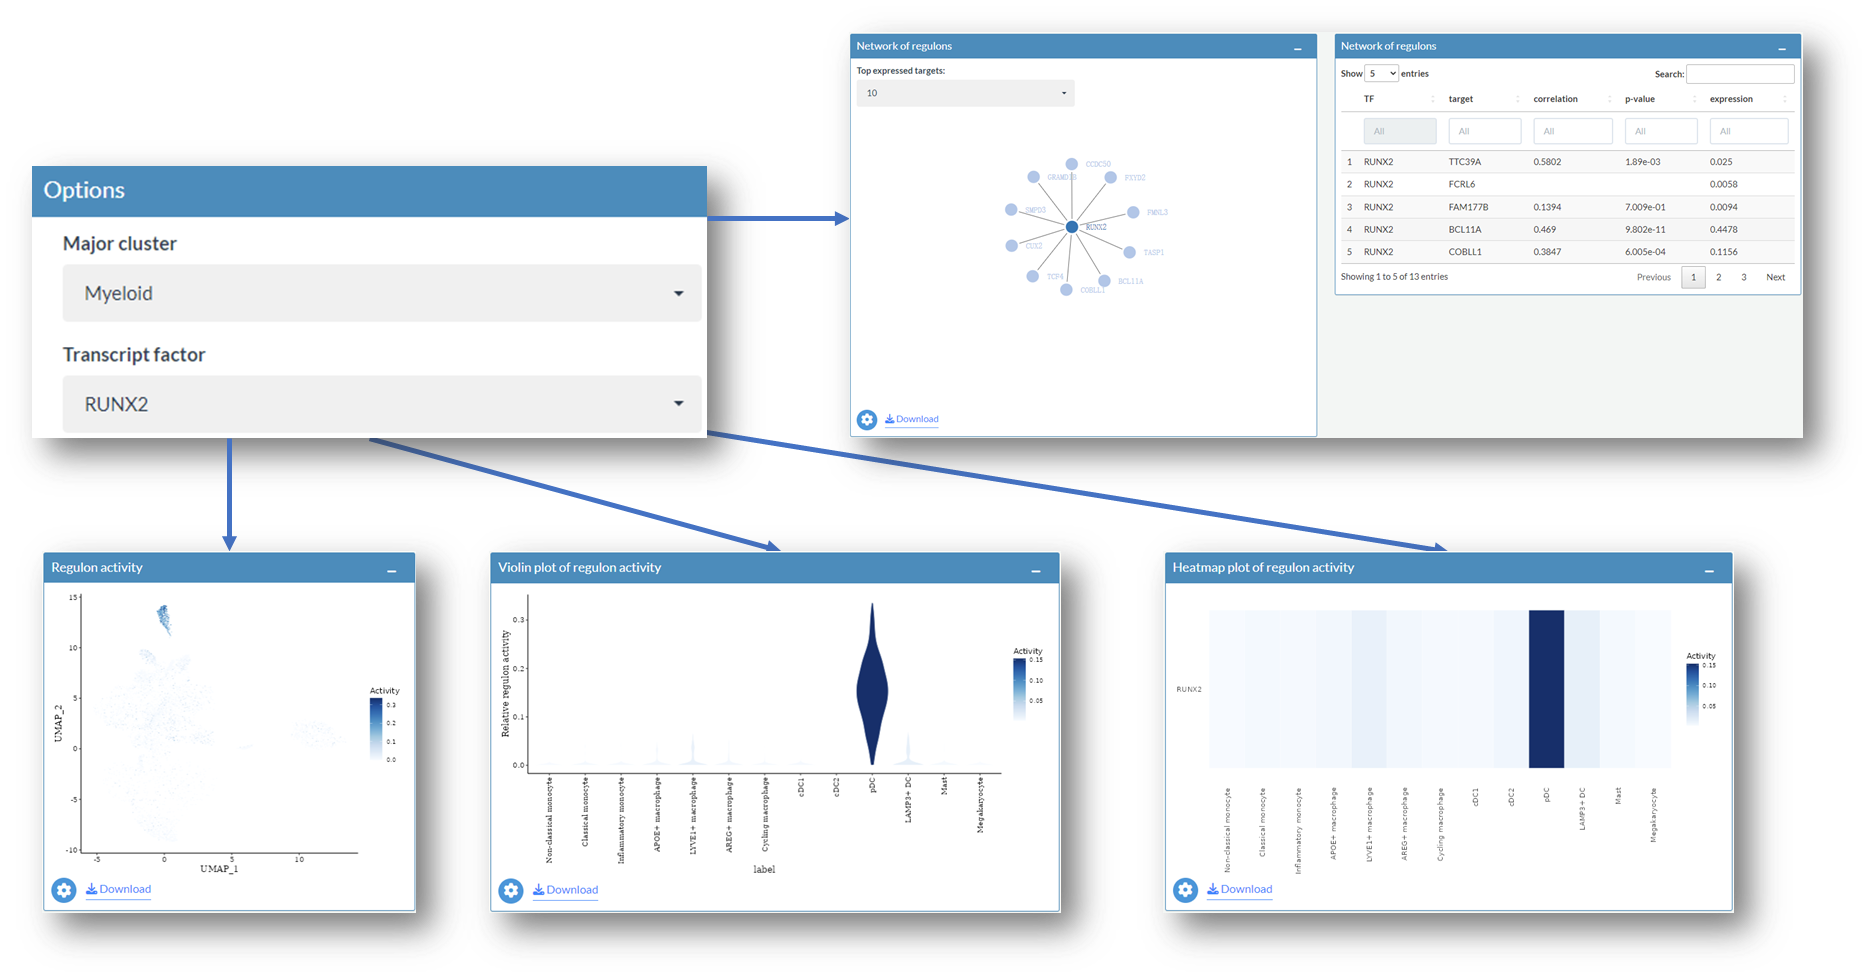 Options
Major cluster
Myeloid
Transcript factor
RUNX2
Network of regulons
Top expressed targets:
10
CCDC50
GRAMD1B
FXYD2
SMPD3
FMNL3
RUNX2
CUX2
TASP1
TCF4
BCL11A
COBLL1
Download
Network of regulons
Show 5 entries Search:
TF target correlation p-value expression
All All All All All
1 RUNX2 TTC39A 0.5802 1.89e-03 0.025
2 RUNX2 FCRL6 0.0058
3 RUNX2 FAM177B 0.1394 7.009e-01 0.0094
4 RUNX2 BCL11A 0.469 9.802e-11 0.4478
5 RUNX2 COBLL1 0.3847 6.005e-04 0.1156
Showing 1 to 5 of 13 entries Previous 1 2 3 Next
Regulon activity
15
10
5
0
-5
-10
UMAP_2
-5 0 5 10
UMAP_1
Activity
0.3
0.2
0.1
0.0
Download
Violin plot of regulon activity
Relative regulon activity
0.3
0.2
0.1
0.0
Non-classical monocyte
Classical monocyte
Inflammatory monocyte
APOE+ macrophage
LYVE1+ macrophage
AREG+ macrophage
Cycling macrophage
cDC1
cDC2
pDC
LAMP3+ DC
Mast
Megakaryocyte
label
Activity
0.15
0.10
0.05
Download
Heatmap plot of regulon activity
RUNX2
Non-classical monocyte
Classical monocyte
Inflammatory monocyte
APOE+ macrophage
LYVE1+ macrophage
AREG+ macrophage
Cycling macrophage
cDC1
cDC2
pDC
LAMP3+ DC
Mast
Megakaryocyte
Activity
0.15
0.10
0.05
Download